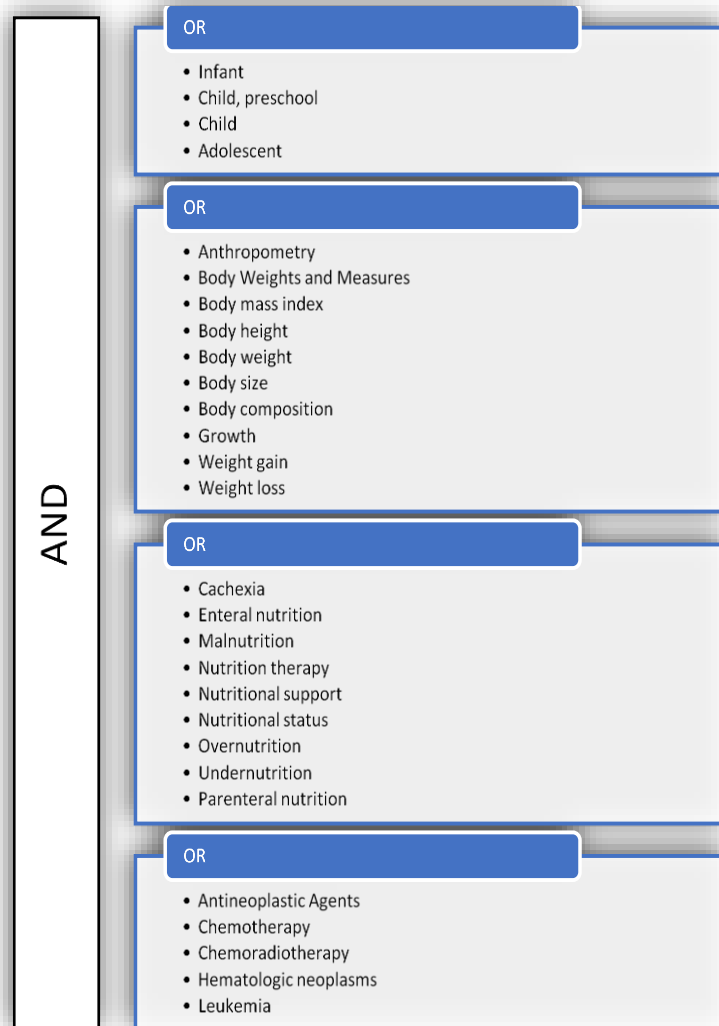 AND
OR
• Infant
• Child, preschool
• Child
• Adolescent
OR
• Anthropometry
• Body Weights and Measures
• Body mass index
• Body height
• Body weight
• Body size
• Body composition
• Growth
• Weight gain
• Weight loss
OR
• Cachexia
• Enteral nutrition
• Malnutrition
• Nutrition therapy
• Nutritional support
• Nutritional status
• Overnutrition
• Undernutrition
• Parenteral nutrition
OR
• Antineoplastic Agents
• Chemotherapy
• Chemoradiotherapy
• Hematologic neoplasms
• Leukemia